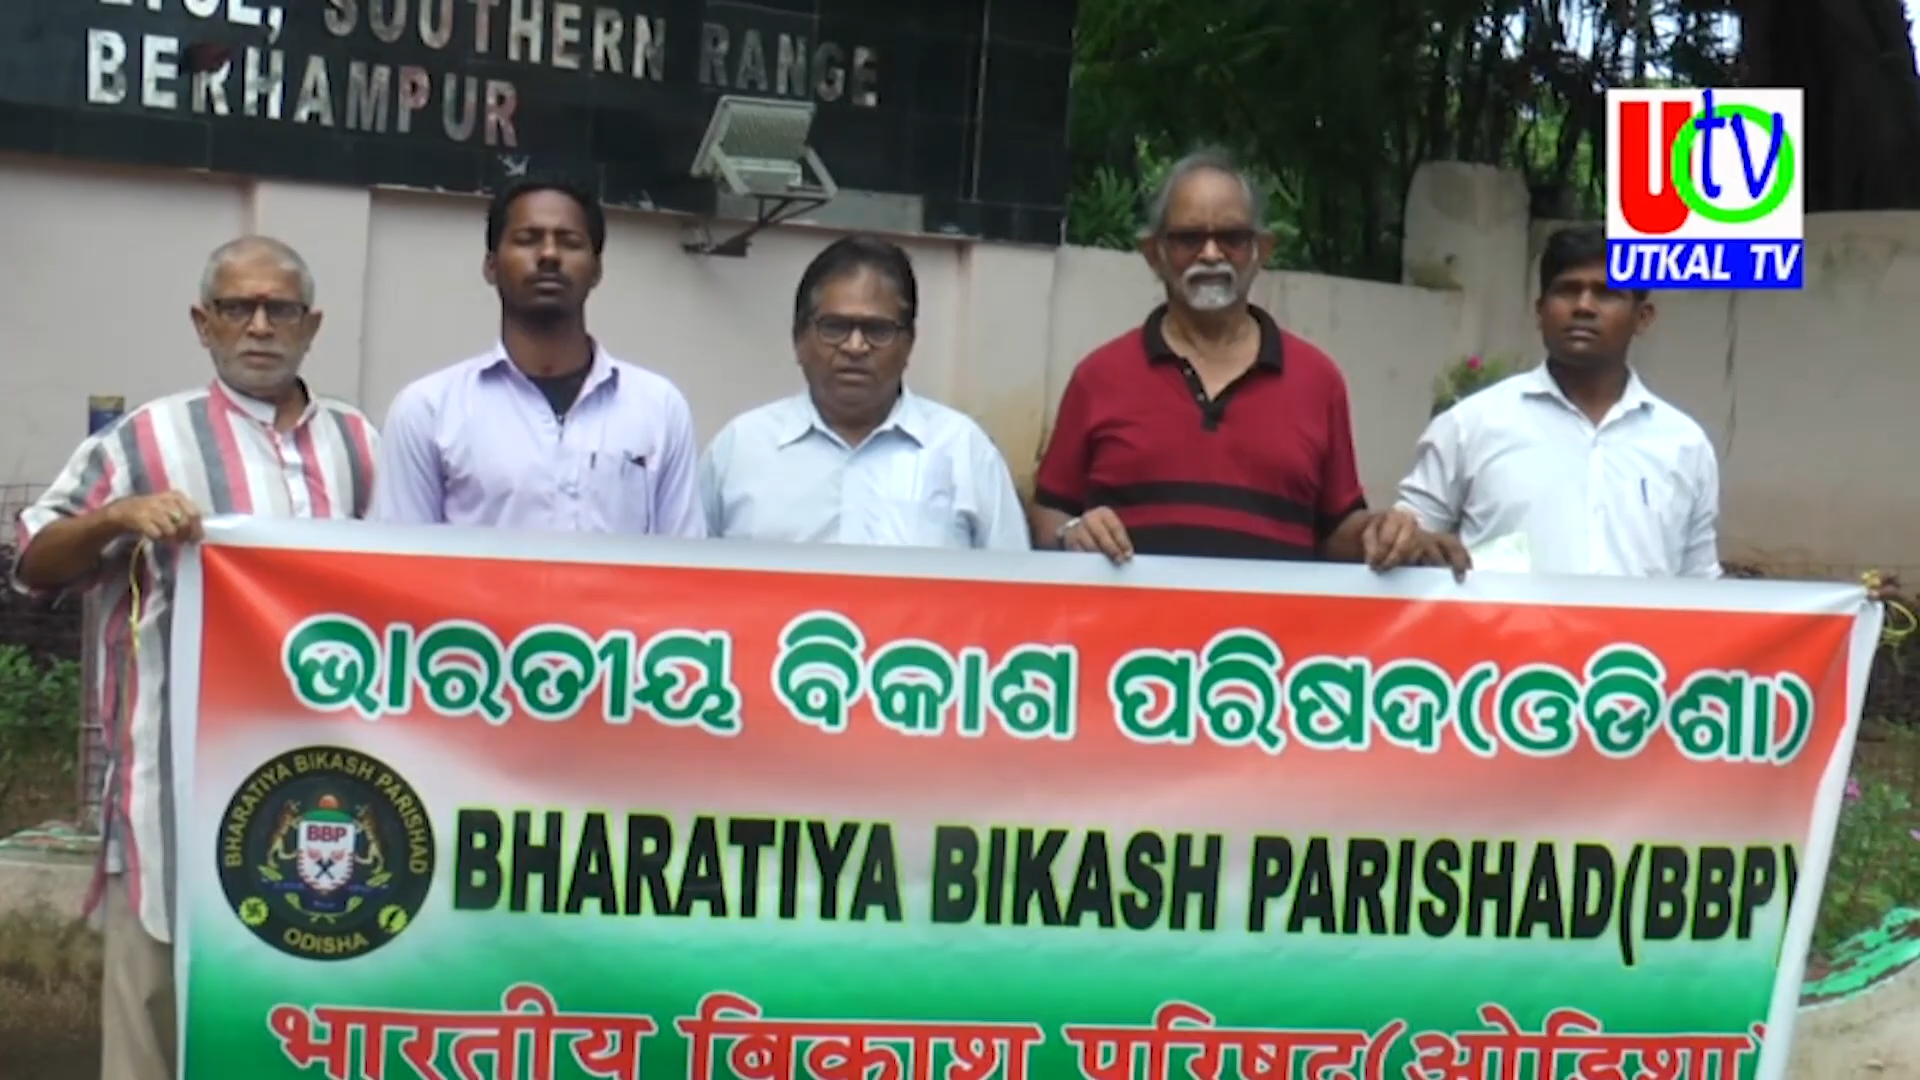 SOUTHERN RANGE
BERHAMPUR
UTV
UTKAL TV
ଭାରତୀୟ ବିକାଶ ପରିଷଦ(ଓଡିଶା)
BHARATIYA BIKASH PARISHAD
BBP
ODISHA
BHARATIYA BIKASH PARISHAD(BBP)
भारतीय बिकाश परिषद(ओडिशा)